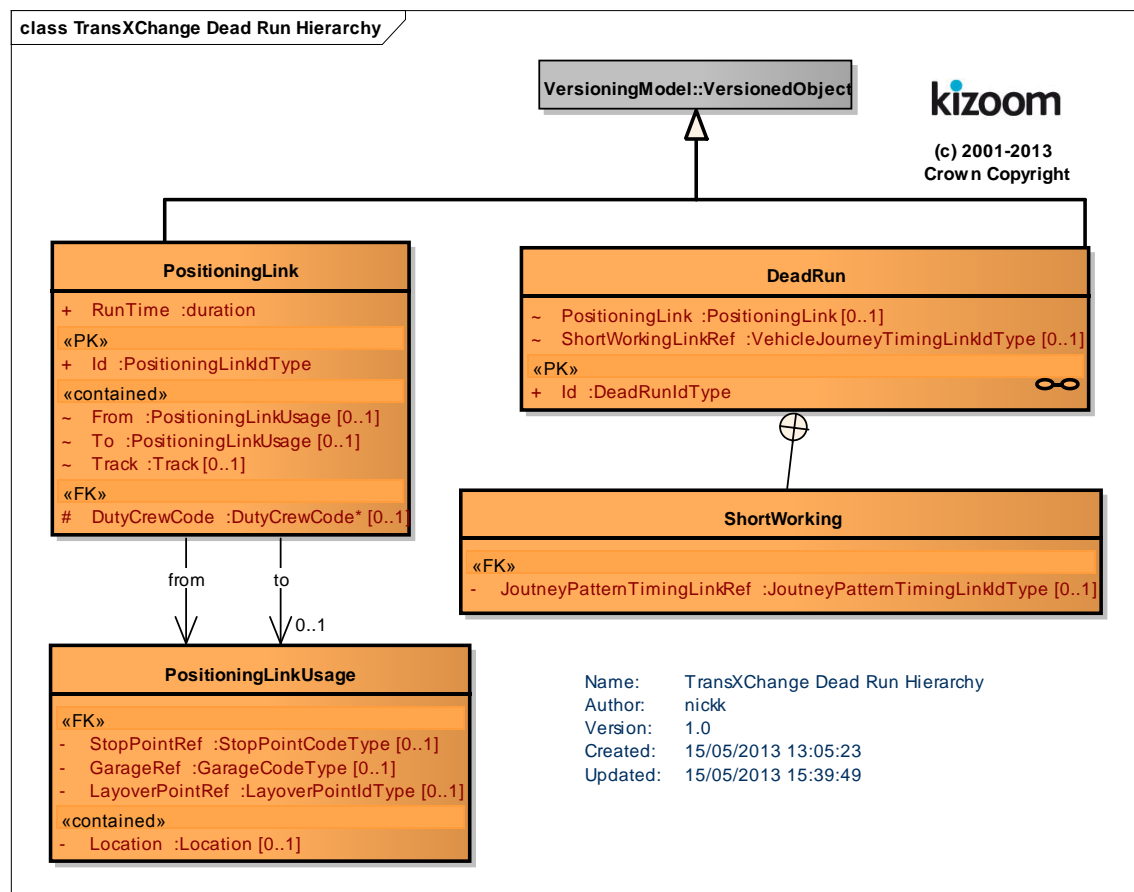 class TransXChange Dead Run Hierarchy
VersioningModel::VersionedObject
kizoom
(c) 2001-2013
Crown Copyright
PositioningLink
+ RunTime :duration
«PK»
+ Id :PositioningLinkIdType
«contained»
~ From :PositioningLinkUsage [0..1]
~ To :PositioningLinkUsage [0..1]
~ Track :Track [0..1]
«FK»
# DutyCrewCode :DutyCrewCode* [0..1]
DeadRun
~ PositioningLink :PositioningLink [0..1]
~ ShortWorkingLinkRef :VehicleJourneyTimingLinkIdType [0..1]
«PK»
+ Id :DeadRunIdType
ShortWorking
«FK»
- JoutneyPatternTimingLinkRef :JoutneyPatternTimingLinkIdType [0..1]
from
to
0..1
PositioningLinkUsage
«FK»
- StopPointRef :StopPointCodeType [0..1]
- GarageRef :GarageCodeType [0..1]
- LayoverPointRef :LayoverPointIdType [0..1]
«contained»
- Location :Location [0..1]
Name: TransXChange Dead Run Hierarchy
Author: nickk
Version: 1.0
Created: 15/05/2013 13:05:23
Updated: 15/05/2013 15:39:49